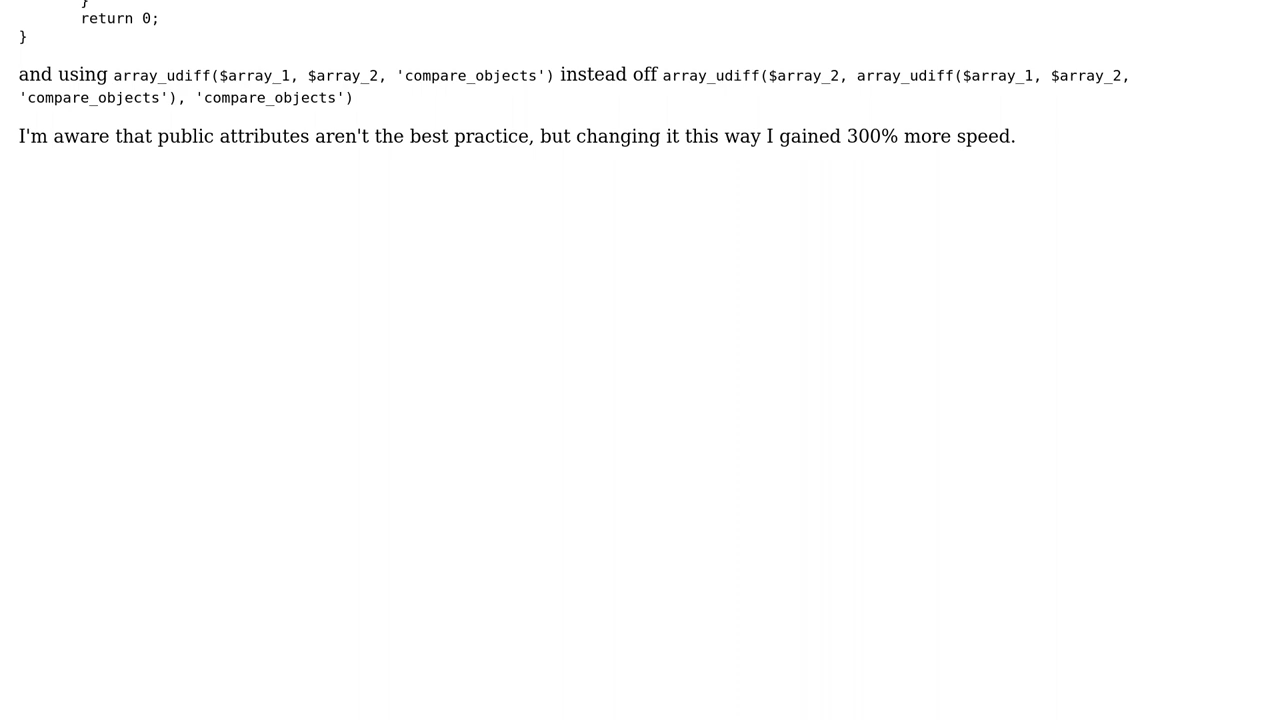 }
return 0;
}
and using array_udiff($array_1, $array_2, 'compare_objects') instead off array_udiff($array_2, array_udiff($array_1, $array_2,
'compare_objects'), 'compare_objects')
I'm aware that public attributes aren't the best practice, but changing it this way I gained 300% more speed.